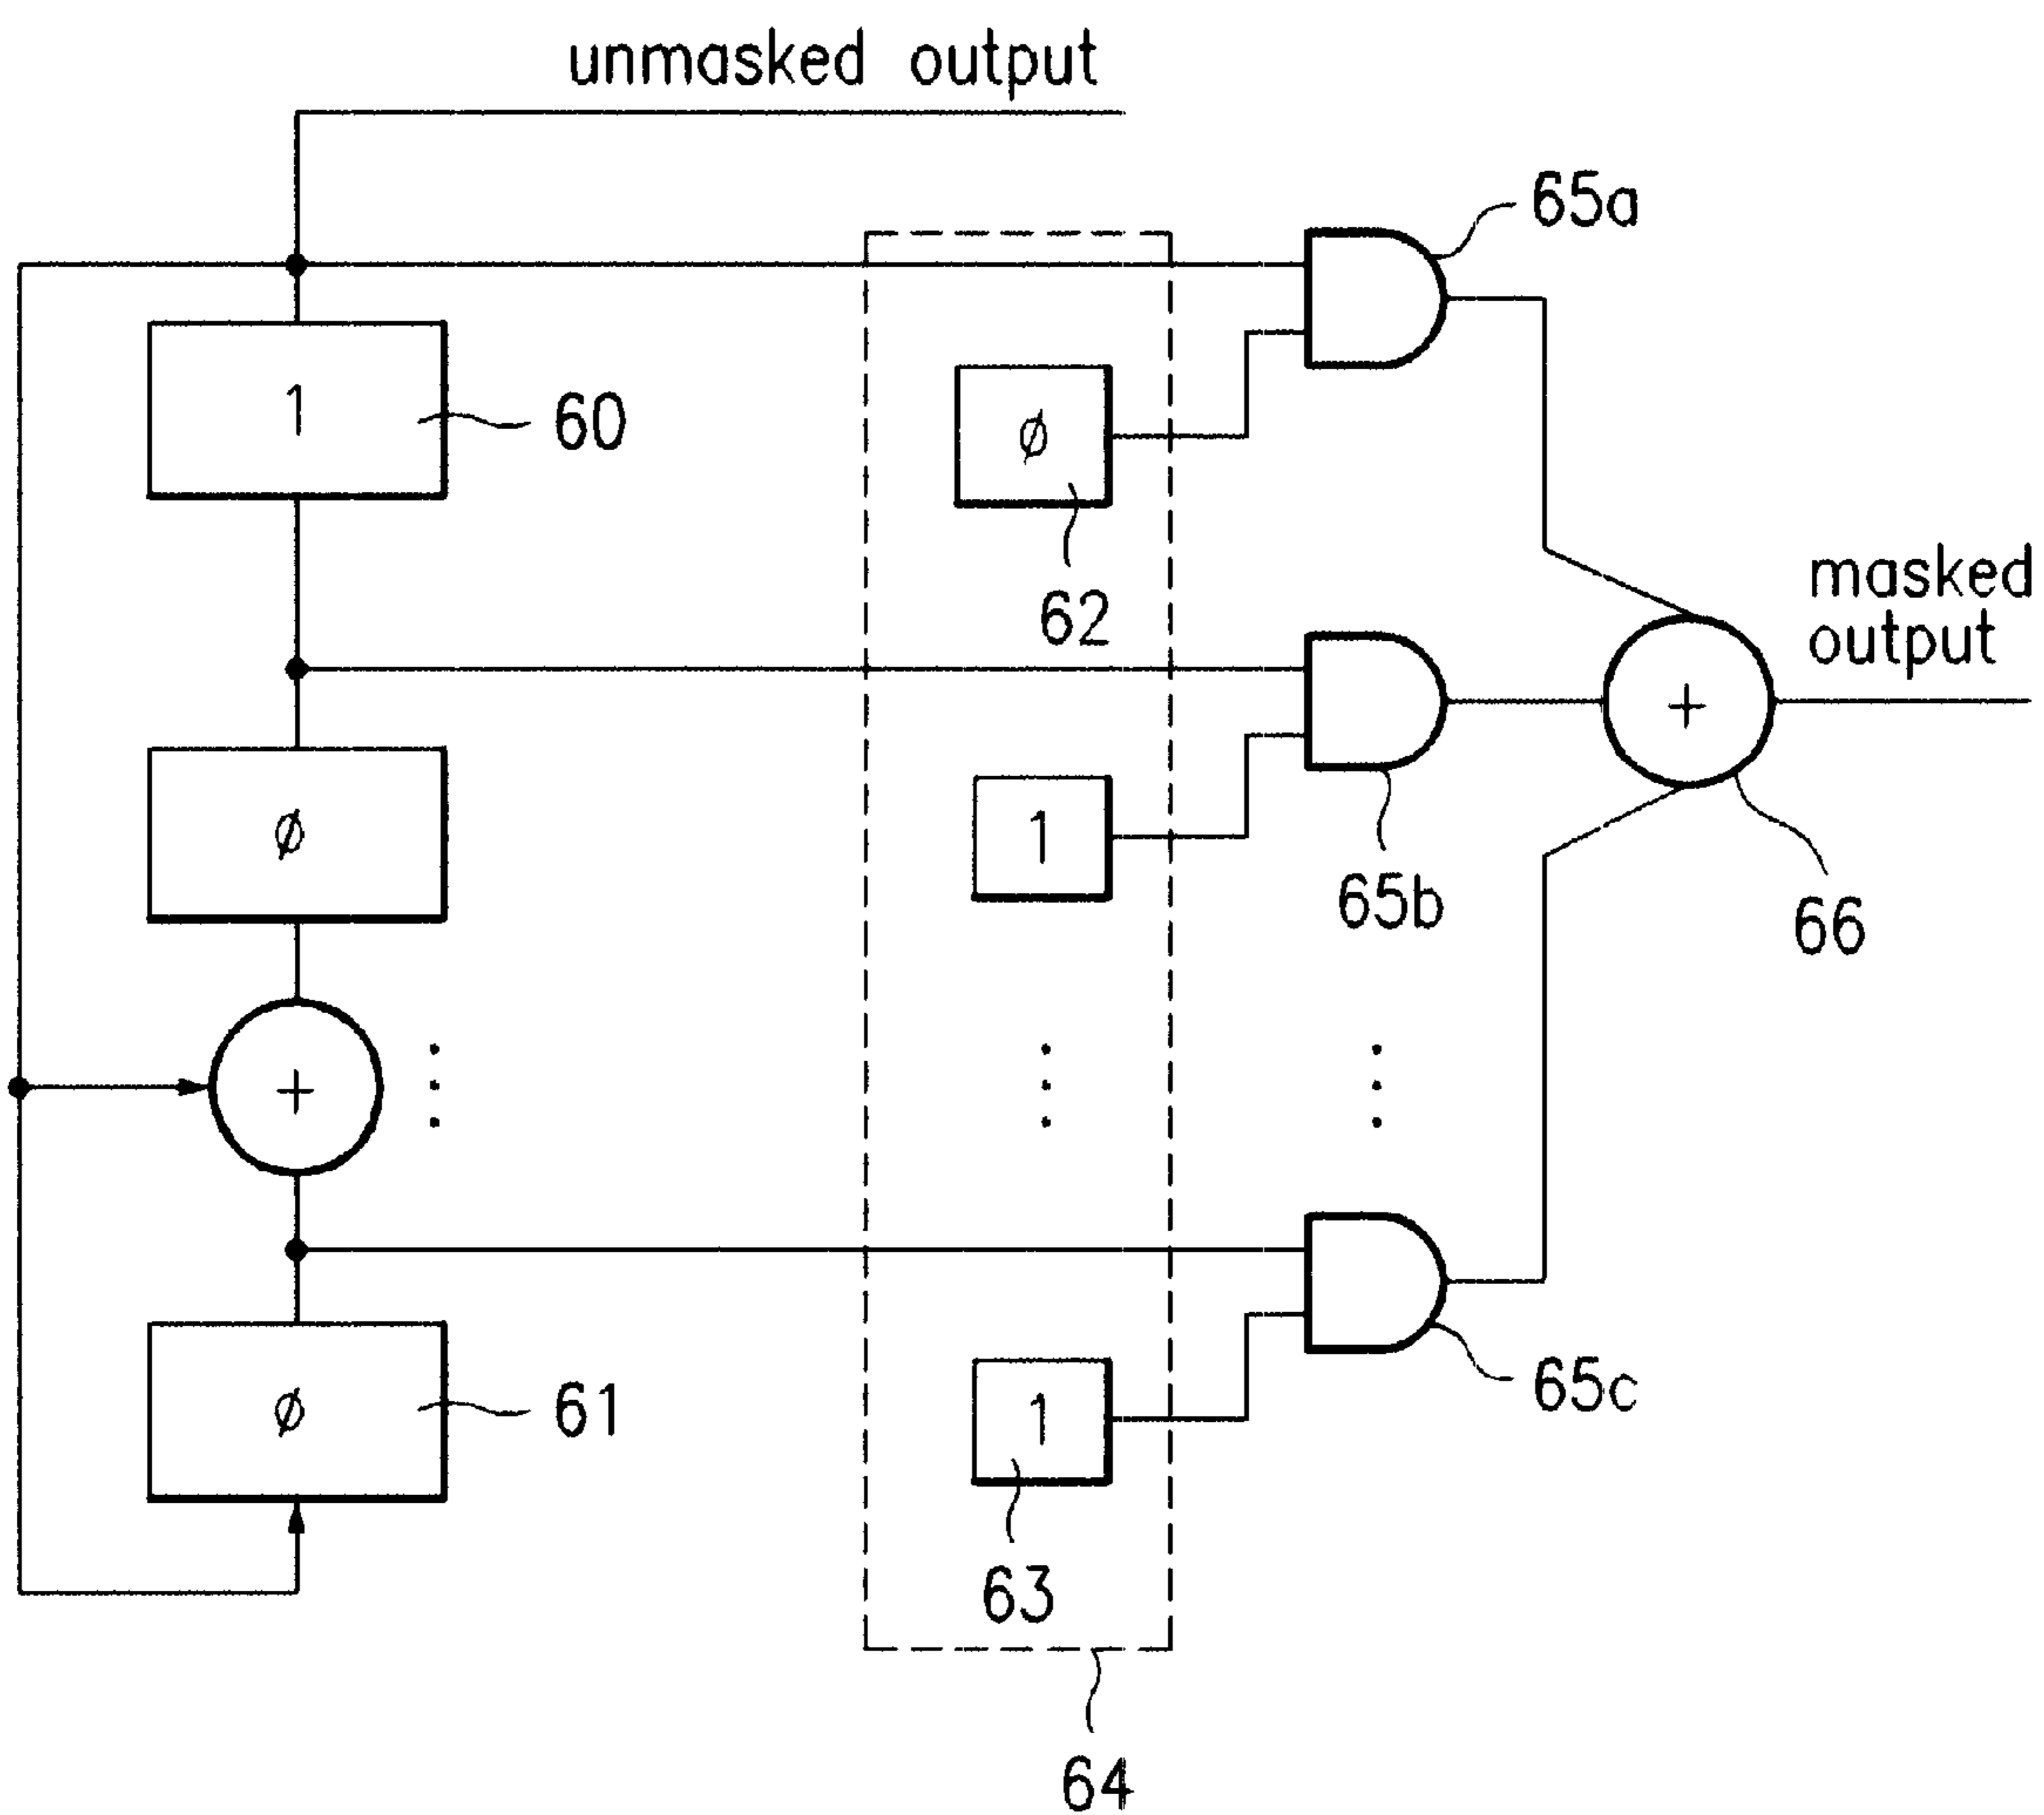 unmasked output
65a
1
60
ø
62
masked
output
+
ø
1
65b
66
+
ø
61
1
65c
63
64